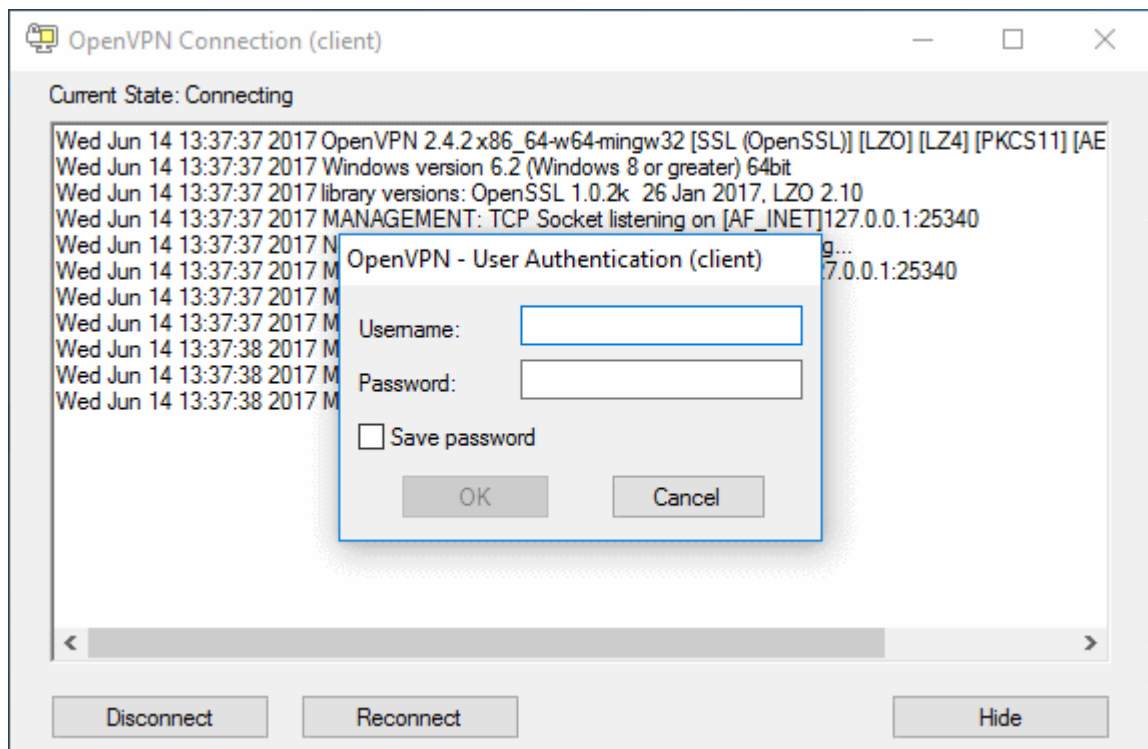 OpenVPN Connection (client)
Current State: Connecting
Wed Jun 14 13:37:37 2017 OpenVPN 2.4.2 x86_64-w64-mingw32 [SSL (OpenSSL)] [LZO] [LZ4] [PKCS11] [AE
Wed Jun 14 13:37:37 2017 Windows version 6.2 (Windows 8 or greater) 64bit
Wed Jun 14 13:37:37 2017 library versions: OpenSSL 1.0.2k 26 Jan 2017, LZO 2.10
Wed Jun 14 13:37:37 2017 MANAGEMENT: TCP Socket listening on [AF_INET]127.0.0.1:25340
Wed Jun 14 13:37:37 2017 N g...
Wed Jun 14 13:37:37 2017 M 7.0.0.1:25340
Wed Jun 14 13:37:37 2017 M
Wed Jun 14 13:37:37 2017 M
Wed Jun 14 13:37:38 2017 M
Wed Jun 14 13:37:38 2017 M
Wed Jun 14 13:37:38 2017 M
OpenVPN - User Authentication (client)
Username:
Password:
Save password
OK Cancel
Disconnect Reconnect Hide